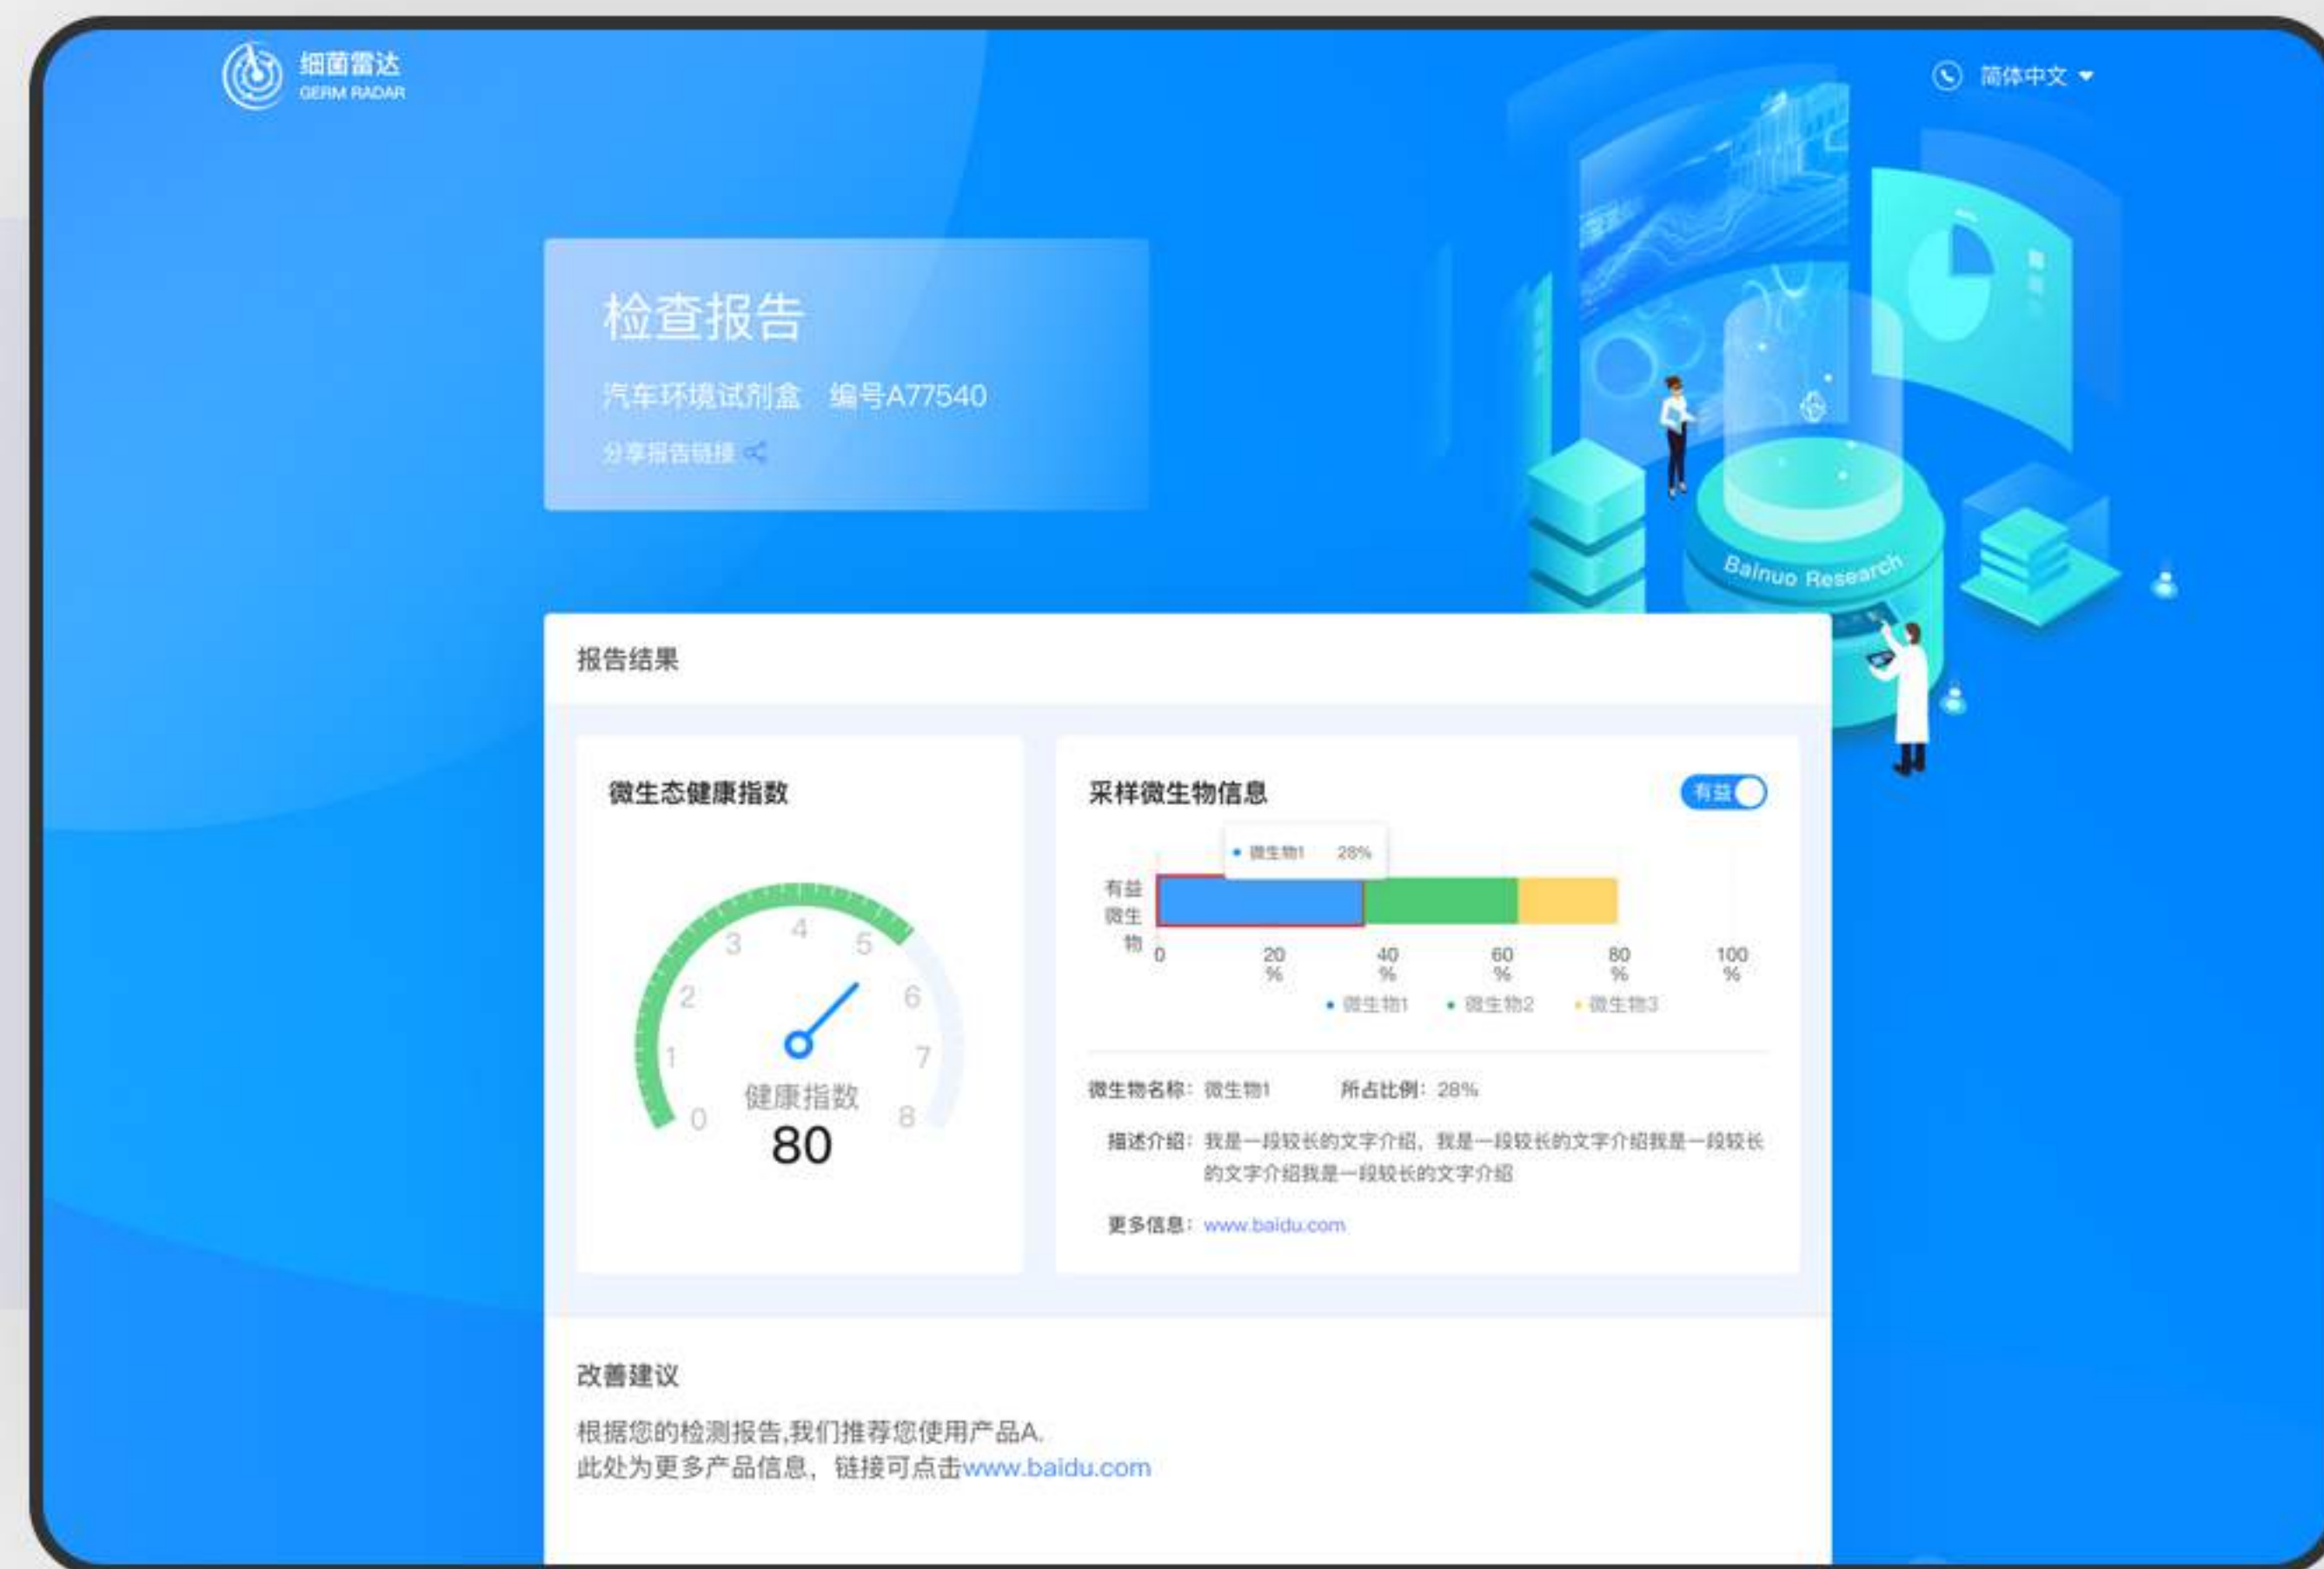 细菌雷达
GERM RADAR
简体中文
检查报告
汽车环境试剂盒 编号A77540
分享报告链接
Bainuo Research
报告结果
微生态健康指数
0
1
2
3
4
5
6
7
8
健康指数
80
采样微生物信息
有益
微生物1 28%
有益
微生
物
0 20 40 60 80 100
% % % % %
微生物1 微生物2 微生物3
微生物名称：微生物1 所占比例：28%
描述介绍：我是一段较长的文字介绍，我是一段较长的文字介绍我是一段较长
的文字介绍我是一段较长的文字介绍
更多信息：www.baidu.com
改善建议
根据您的检测报告,我们推荐您使用产品A.
此处为更多产品信息，链接可点击www.baidu.com